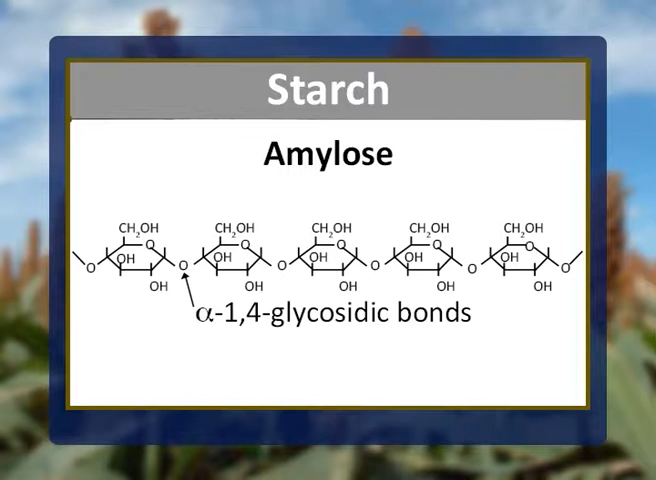 Starch
Amylose
CH₂OH CH₂OH CH₂OH CH₂OH CH₂OH
O O O O O
OH OH OH OH OH
O O O O O O
OH OH OH OH OH
α-1,4-glycosidic bonds